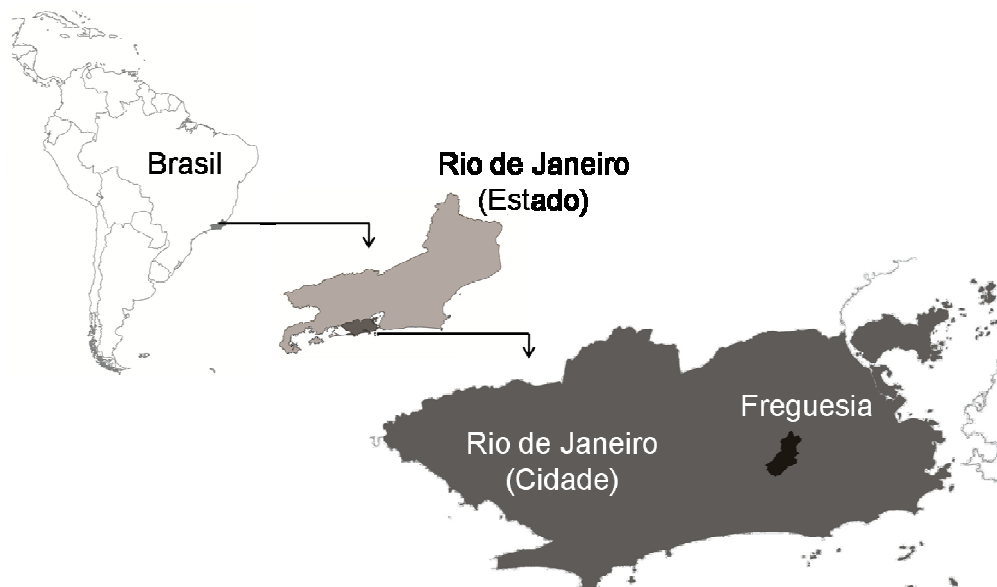 Brasil
Rio de Janeiro
(Estado)
Freguesia
Rio de Janeiro
(Cidade)